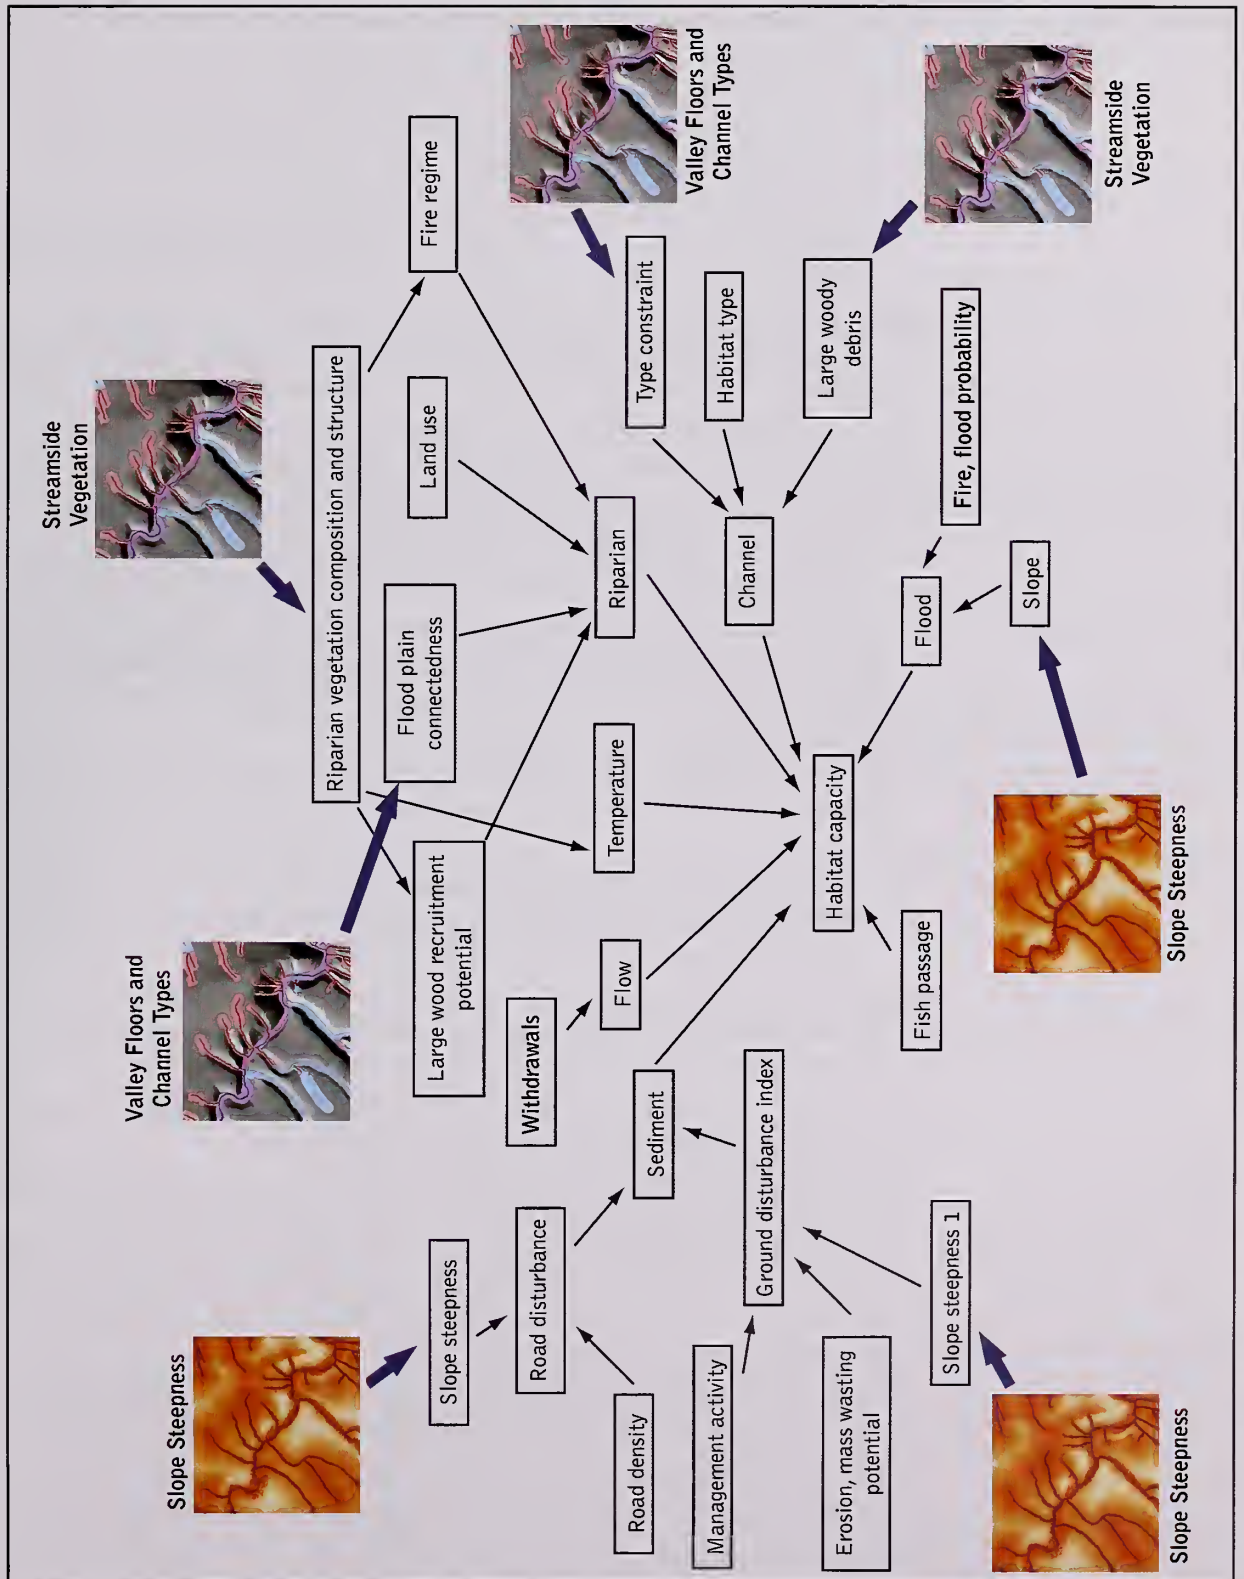 Streamside
Vegetation
Valley Floors and
Channel Types
Slope Steepness
Riparian vegetation composition and structure
Slope steepness
Large wood recruitment
potential
Flood plain
connectedness
Land use
Fire regime
Road disturbance
Withdrawals
Road density
Sediment
Flow
Temperature
Riparian
Type constraint
Valley Floors and
Channel Types
Management activity
Ground disturbance index
Channel
Habitat type
Erosion, mass wasting
potential
Habitat capacity
Large woody
debris
Slope steepness 1
Fish passage
Flood
Fire, flood probability
Slope
Streamside
Vegetation
Slope Steepness
Slope Steepness